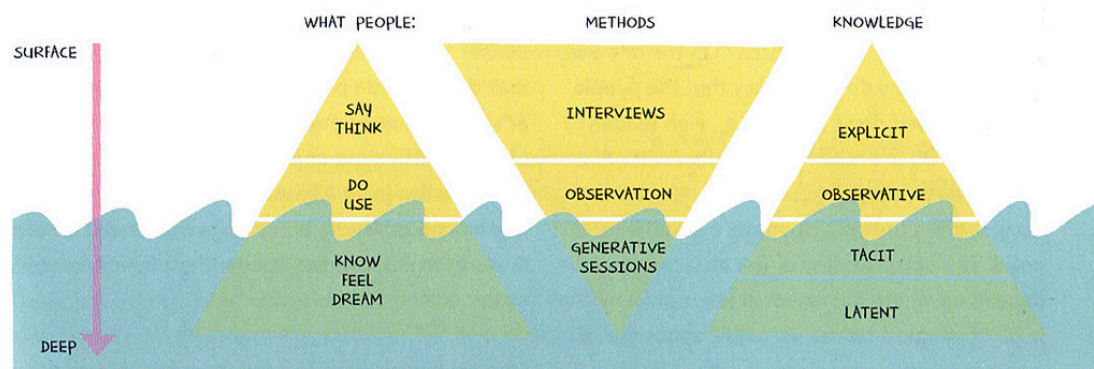 WHAT PEOPLE:
METHODS
KNOWLEDGE
SURFACE
DEEP
SAY
THINK
DO
USE
KNOW
FEEL
DREAM
INTERVIEWS
OBSERVATION
GENERATIVE
SESSIONS
EXPLICIT
OBSERVATIVE
TACIT
LATENT